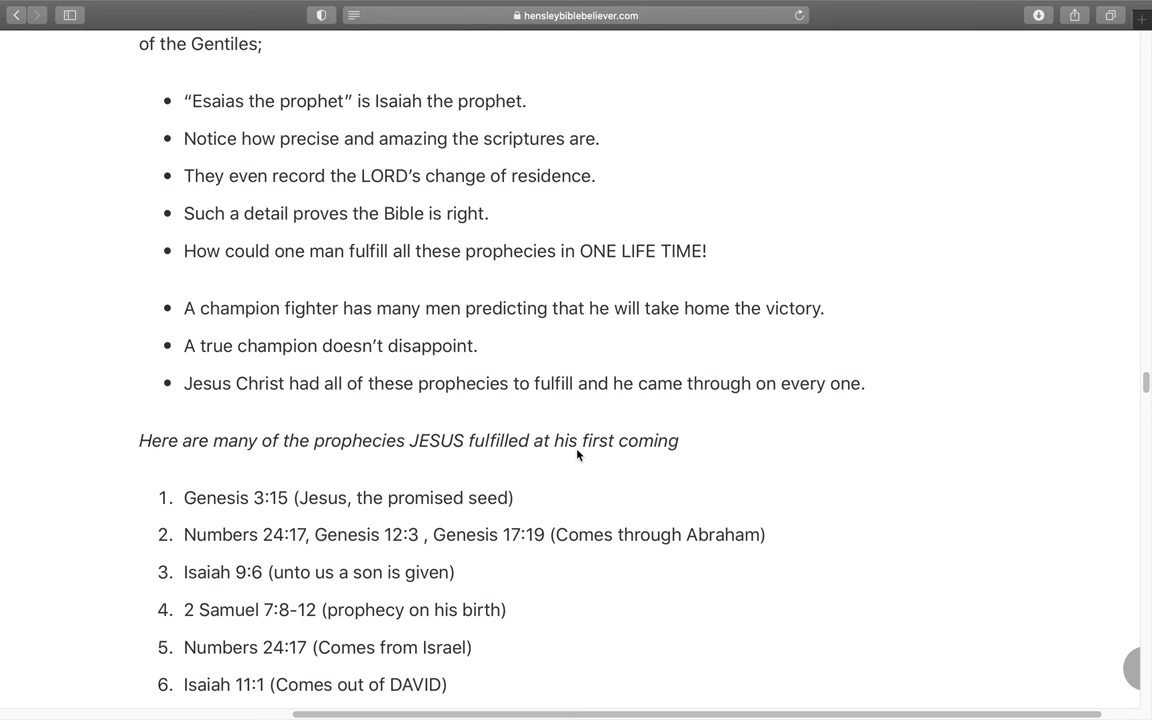 hensleybiblebeliever.com
of the Gentiles;
• “Esaias the prophet” is Isaiah the prophet.
• Notice how precise and amazing the scriptures are.
• They even record the LORD’s change of residence.
• Such a detail proves the Bible is right.
• How could one man fulfill all these prophecies in ONE LIFE TIME!
• A champion fighter has many men predicting that he will take home the victory.
• A true champion doesn’t disappoint.
• Jesus Christ had all of these prophecies to fulfill and he came through on every one.
Here are many of the prophecies JESUS fulfilled at his first coming
1. Genesis 3:15 (Jesus, the promised seed)
2. Numbers 24:17, Genesis 12:3 , Genesis 17:19 (Comes through Abraham)
3. Isaiah 9:6 (unto us a son is given)
4. 2 Samuel 7:8-12 (prophecy on his birth)
5. Numbers 24:17 (Comes from Israel)
6. Isaiah 11:1 (Comes out of DAVID)